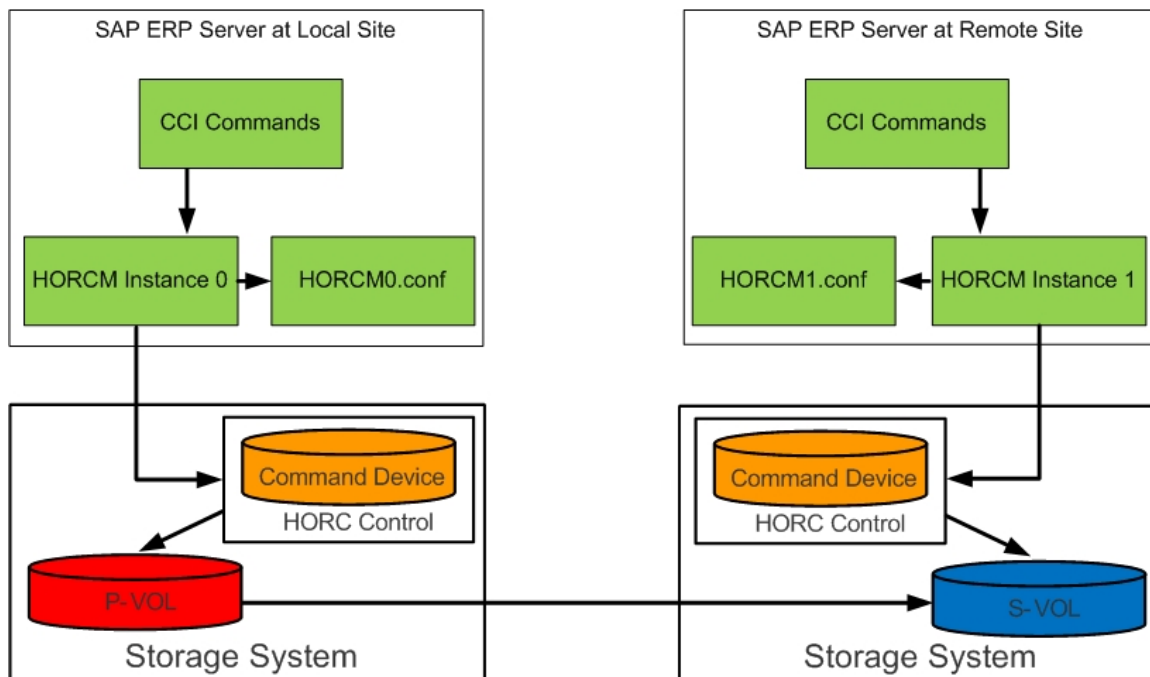 SAP ERP Server at Local Site
CCI Commands
HORCM Instance 0
HORCM0.conf
Command Device
HORC Control
P-VOL
Storage System
SAP ERP Server at Remote Site
CCI Commands
HORCM1.conf
HORCM Instance 1
Command Device
HORC Control
S-VOL
Storage System